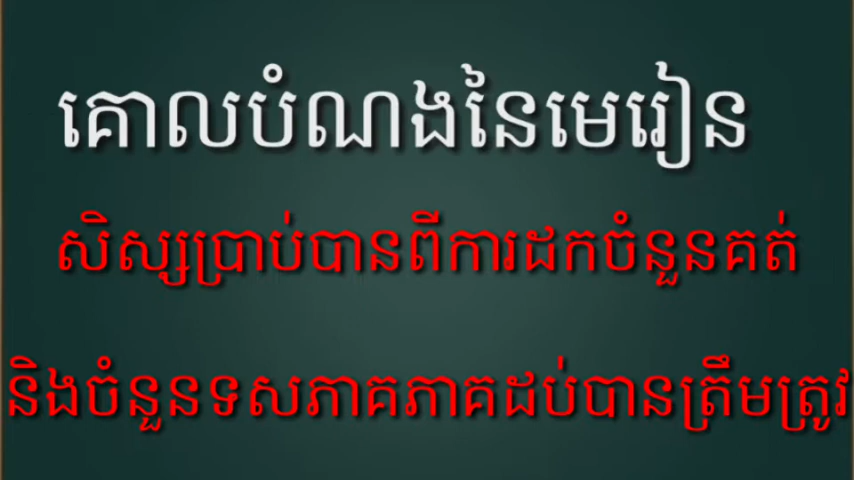 គោលបំណងនៃមេរៀន
សិស្សប្រាប់បានពីការដកចំនួនគត់
និងចំនួនទសភាគភាគដប់បានត្រឹមត្រូវ